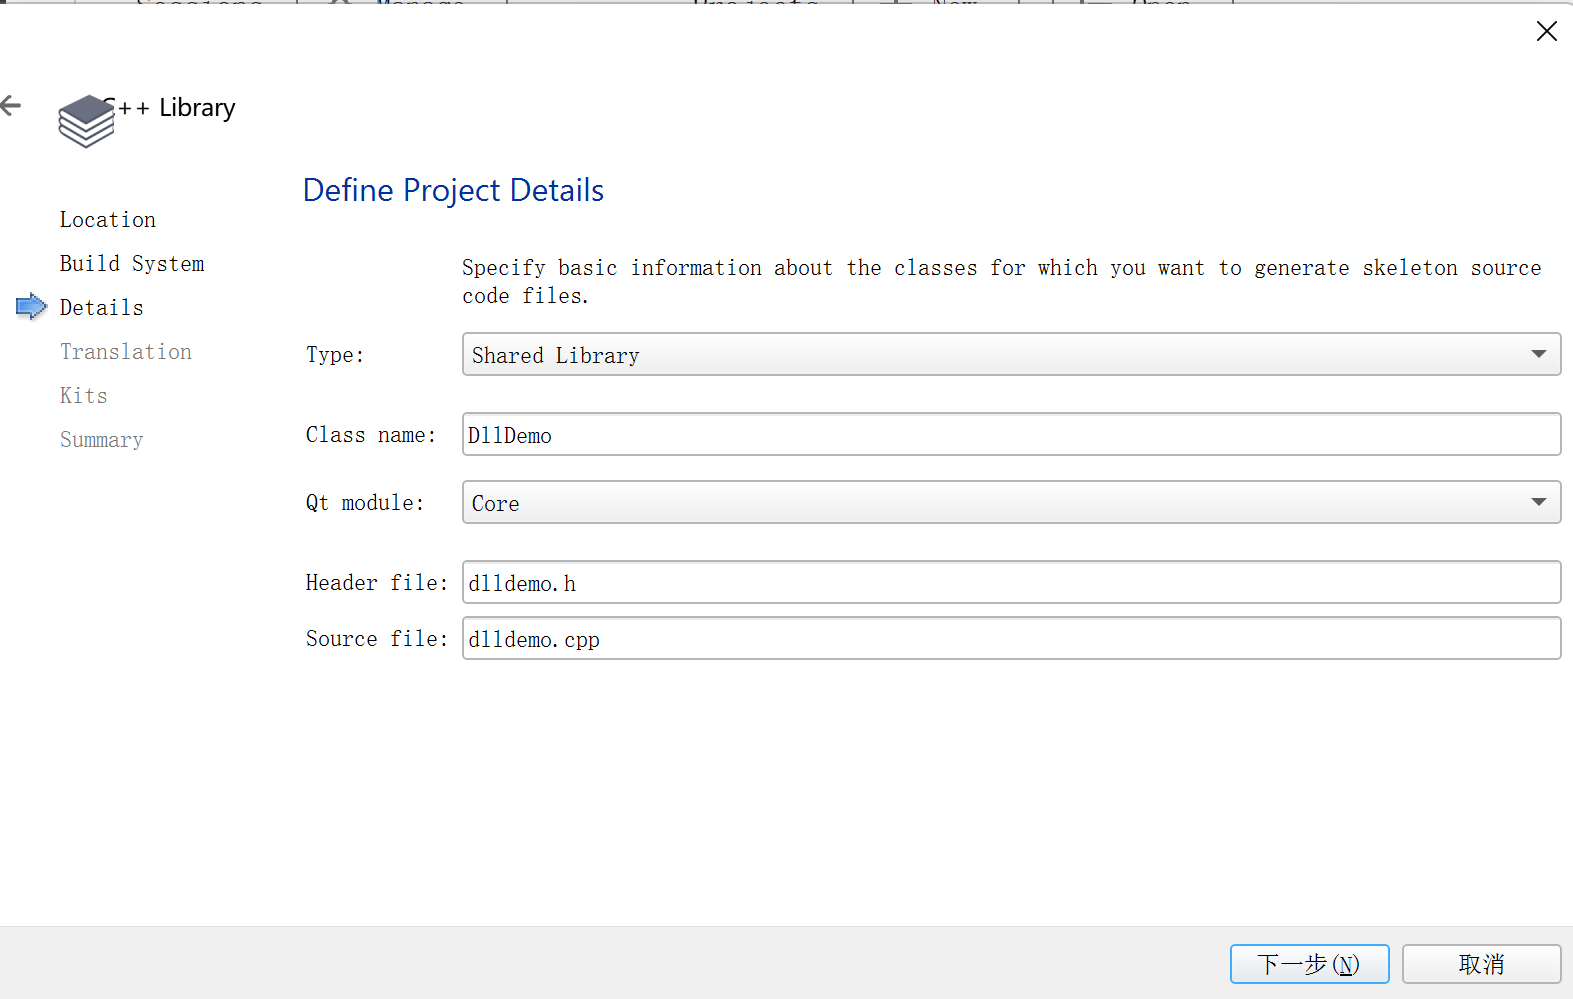 C++ Library
Define Project Details
Location
Build System
Details
Translation
Kits
Summary
Specify basic information about the classes for which you want to generate skeleton source
code files.
Type: Shared Library
Class name: DllDemo
Qt module: Core
Header file: dlldemo.h
Source file: dlldemo.cpp
下一步(N) 取消